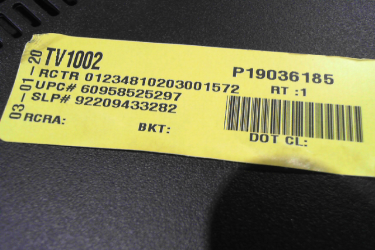 03-01-20
TV1002
P19036185
RCTR 01234810203001572
RT :1
UPC# 60958525297
SLP# 92209433282
RCRA:
BKT:
DOT CL: